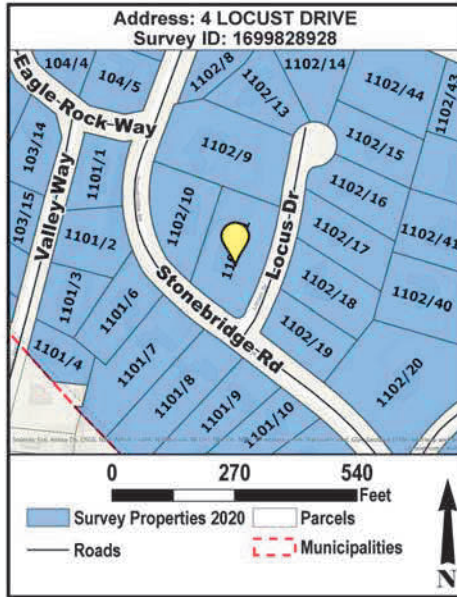 Address: 4 LOCUST DRIVE
Survey ID: 1699828928
104/4
104/5
1102/8
1102/14
1102/13
1102/44
1102/43
Eagle-Rock-Way
103/14
1101/1
1102/9
1102/15
1102/16
103/15
Valley-Way
1101/2
1102/10
Locus-Dr
1102/17
1102/41
1101/3
1101/6
Stonebridge-Rd
1102/18
1102/40
1101/4
1101/7
1102/19
1102/20
1101/8
1101/9
1101/10
0 270 540
Feet
Survey Properties 2020
Parcels
Roads
Municipalities
N